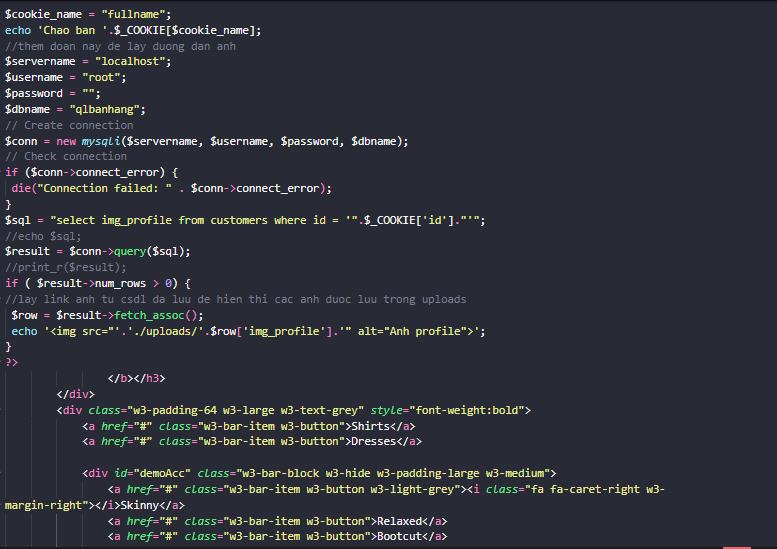 $cookie_name = "fullname";
echo 'Chao ban '.$_COOKIE[$cookie_name];
//them doan nay de lay duong dan anh
$servername = "localhost";
$username = "root";
$password = "";
$dbname = "qlbanhang";
// Create connection
$conn = new mysqli($servername, $username, $password, $dbname);
// Check connection
if ($conn->connect_error) {
 die("Connection failed: " . $conn->connect_error);
}
$sql = "select img_profile from customers where id = '".$_COOKIE['id']."'";
//echo $sql;
$result = $conn->query($sql);
//print_r($result);
if ( $result->num_rows > 0) {
//lay link anh tu csdl da luu de hien thi cac anh duoc luu trong uploads
 $row = $result->fetch_assoc();
 echo '<img src="'.'./uploads/'.$row['img_profile'].'" alt="Anh profile">';
}
?>
                </b></h3>
        </div>
        <div class="w3-padding-64 w3-large w3-text-grey" style="font-weight:bold">
            <a href="#" class="w3-bar-item w3-button">Shirts</a>
            <a href="#" class="w3-bar-item w3-button">Dresses</a>
            <div id="demoAcc" class="w3-bar-block w3-hide w3-padding-large w3-medium">
                <a href="#" class="w3-bar-item w3-button w3-light-grey"><i class="fa fa-caret-right w3-
margin-right"></i>Skinny</a>
                <a href="#" class="w3-bar-item w3-button">Relaxed</a>
                <a href="#" class="w3-bar-item w3-button">Bootcut</a>